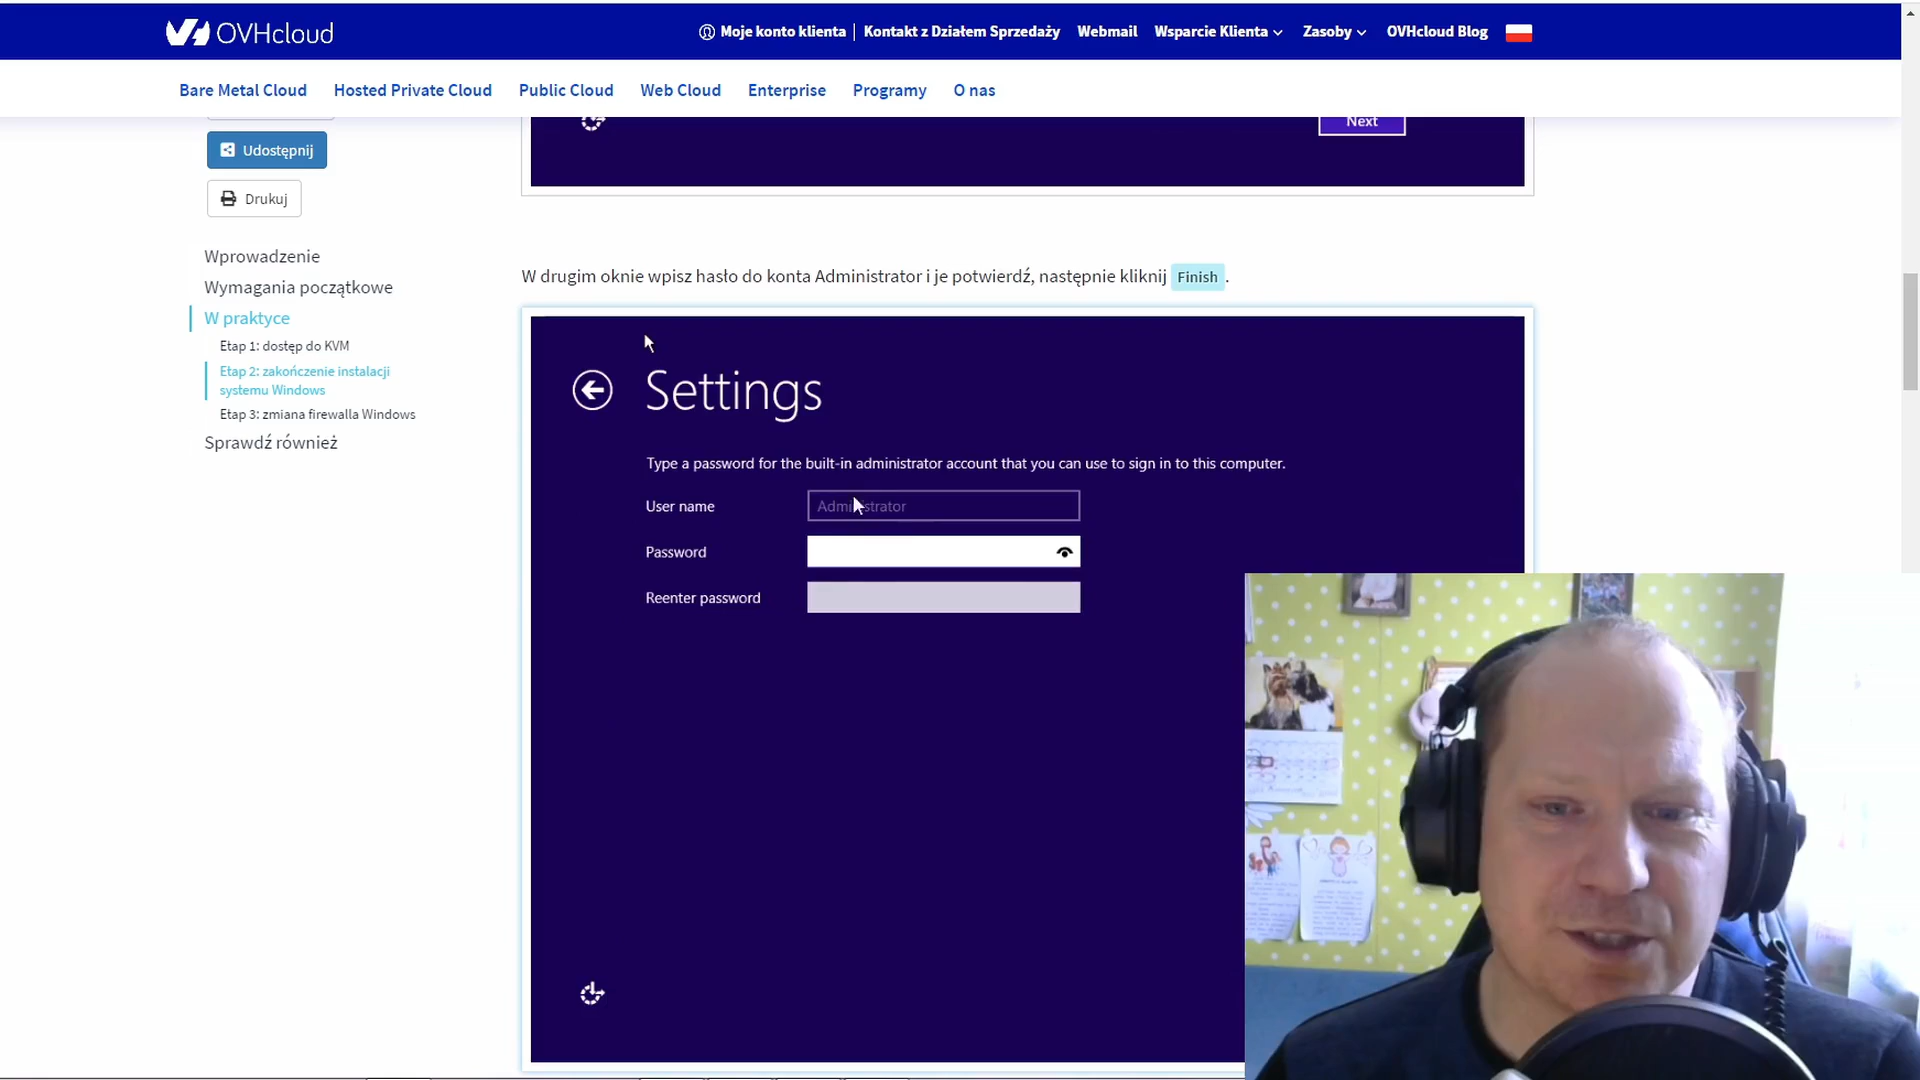 OVHcloud
Moje konto klienta
Kontakt z Działem Sprzedaży
Webmail
Wsparcie Klienta
Zasoby
OVHcloud Blog
Bare Metal Cloud
Hosted Private Cloud
Public Cloud
Web Cloud
Enterprise
Programy
O nas
Udostępnij
Drukuj
Wprowadzenie
Wymagania początkowe
W praktyce
Etap 1: dostęp do KVM
Etap 2: zakończenie instalacji
systemu Windows
Etap 3: zmiana firewalla Windows
Sprawdź również
Next
W drugim oknie wpisz hasło do konta Administrator i je potwierdź, następnie kliknij Finish .
Settings
Type a password for the built-in administrator account that you can use to sign in to this computer.
User name
Administrator
Password
Reenter password